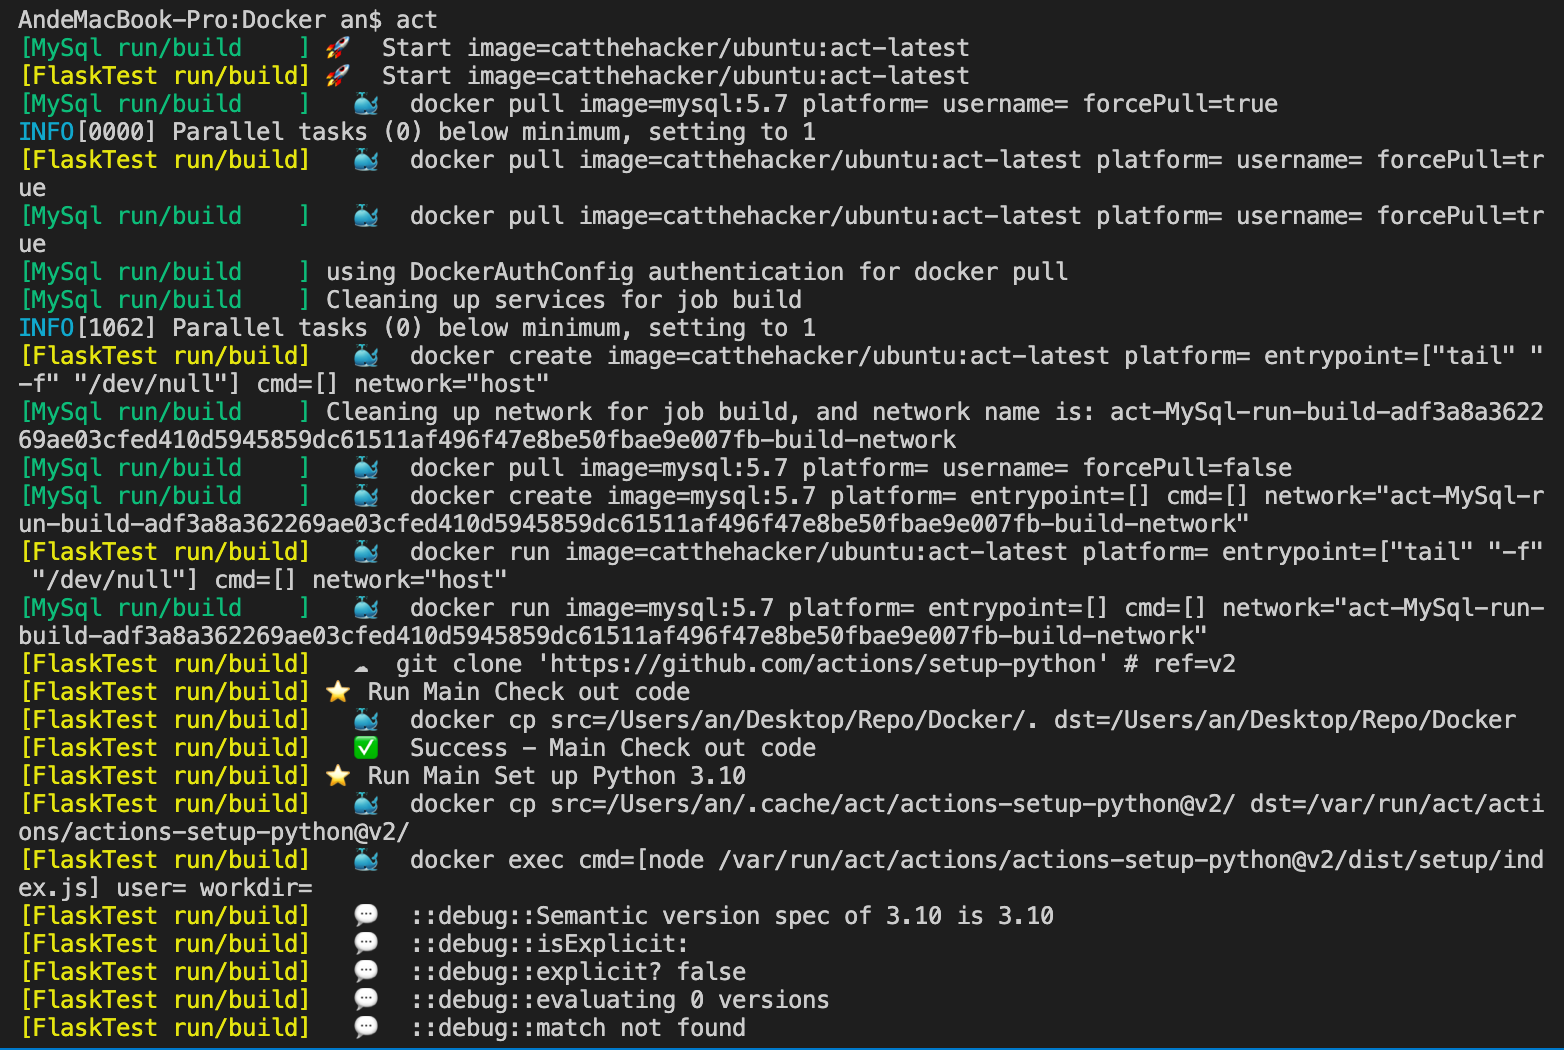 AndeMacBook-Pro:Docker an$ act
[MySql run/build    ] 🚀  Start image=catthehacker/ubuntu:act-latest
[FlaskTest run/build] 🚀  Start image=catthehacker/ubuntu:act-latest
[MySql run/build    ]   🐳  docker pull image=mysql:5.7 platform= username= forcePull=true
INFO[0000] Parallel tasks (0) below minimum, setting to 1
[FlaskTest run/build]   🐳  docker pull image=catthehacker/ubuntu:act-latest platform= username= forcePull=tr
ue
[MySql run/build    ]   🐳  docker pull image=catthehacker/ubuntu:act-latest platform= username= forcePull=tr
ue
[MySql run/build    ] using DockerAuthConfig authentication for docker pull
[MySql run/build    ] Cleaning up services for job build
INFO[1062] Parallel tasks (0) below minimum, setting to 1
[FlaskTest run/build]   🐳  docker create image=catthehacker/ubuntu:act-latest platform= entrypoint=["tail" "
-f" "/dev/null"] cmd=[] network="host"
[MySql run/build    ] Cleaning up network for job build, and network name is: act-MySql-run-build-adf3a8a3622
69ae03cfed410d5945859dc61511af496f47e8be50fbae9e007fb-build-network
[MySql run/build    ]   🐳  docker pull image=mysql:5.7 platform= username= forcePull=false
[MySql run/build    ]   🐳  docker create image=mysql:5.7 platform= entrypoint=[] cmd=[] network="act-MySql-r
un-build-adf3a8a362269ae03cfed410d5945859dc61511af496f47e8be50fbae9e007fb-build-network"
[FlaskTest run/build]   🐳  docker run image=catthehacker/ubuntu:act-latest platform= entrypoint=["tail" "-f"
 "/dev/null"] cmd=[] network="host"
[MySql run/build    ]   🐳  docker run image=mysql:5.7 platform= entrypoint=[] cmd=[] network="act-MySql-run-
build-adf3a8a362269ae03cfed410d5945859dc61511af496f47e8be50fbae9e007fb-build-network"
[FlaskTest run/build]   ☁  git clone 'https://github.com/actions/setup-python' # ref=v2
[FlaskTest run/build] ⭐ Run Main Check out code
[FlaskTest run/build]   🐳  docker cp src=/Users/an/Desktop/Repo/Docker/. dst=/Users/an/Desktop/Repo/Docker
[FlaskTest run/build]   ✅  Success - Main Check out code
[FlaskTest run/build] ⭐ Run Main Set up Python 3.10
[FlaskTest run/build]   🐳  docker cp src=/Users/an/.cache/act/actions-setup-python@v2/ dst=/var/run/act/acti
ons/actions-setup-python@v2/
[FlaskTest run/build]   🐳  docker exec cmd=[node /var/run/act/actions/actions-setup-python@v2/dist/setup/ind
ex.js] user= workdir=
[FlaskTest run/build]   💬  ::debug::Semantic version spec of 3.10 is 3.10
[FlaskTest run/build]   💬  ::debug::isExplicit:
[FlaskTest run/build]   💬  ::debug::explicit? false
[FlaskTest run/build]   💬  ::debug::evaluating 0 versions
[FlaskTest run/build]   💬  ::debug::match not found